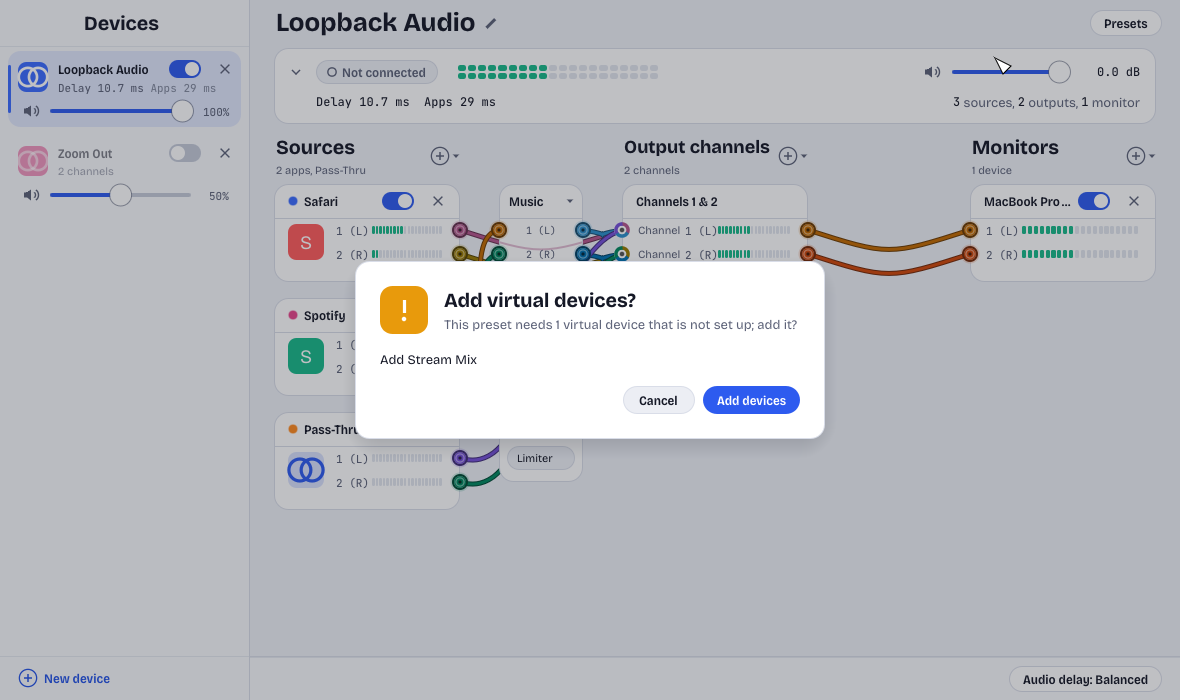 Devices
Loopback Audio
Delay 10.7 ms Apps 29 ms
100%
Zoom Out
2 channels
50%
New device
Loopback Audio
Presets
Not connected
0.0 dB
Delay 10.7 ms Apps 29 ms
3 sources, 2 outputs, 1 monitor
Sources
2 apps, Pass-Thru
Output channels
2 channels
Monitors
1 device
Safari
S
1 (L)
2 (R)
Music
1 (L)
2 (R)
Channels 1 & 2
Channel 1 (L)
Channel 2 (R)
MacBook Pro ...
1 (L)
2 (R)
Spotify
S
1 (
2 (
Pass-Thru
1 (L)
2 (R)
Limiter
!
Add virtual devices?
This preset needs 1 virtual device that is not set up; add it?
Add Stream Mix
Cancel
Add devices
Audio delay: Balanced